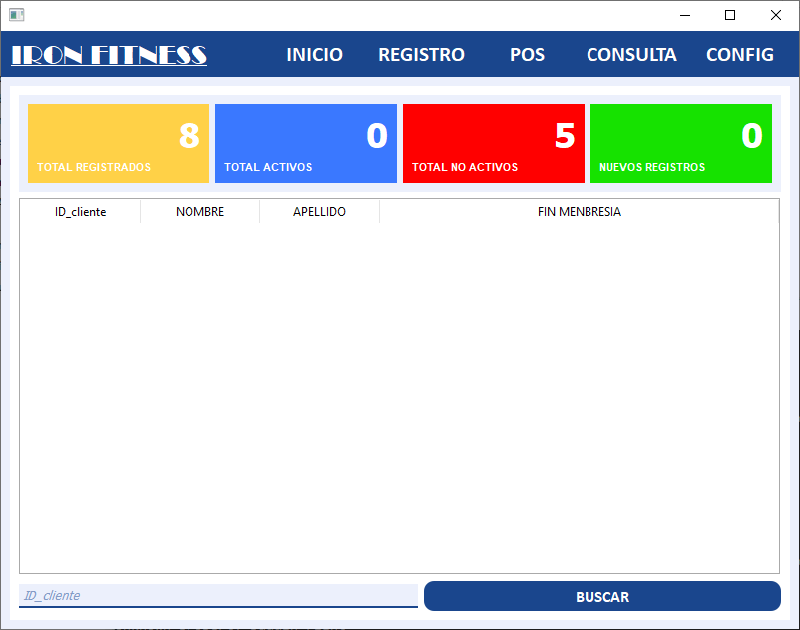 IRON FITNESS INICIO REGISTRO POS CONSULTA CONFIG
8 0 5 0
TOTAL REGISTRADOS TOTAL ACTIVOS TOTAL NO ACTIVOS NUEVOS REGISTROS
ID_cliente NOMBRE APELLIDO FIN MENBRESIA
ID_cliente BUSCAR